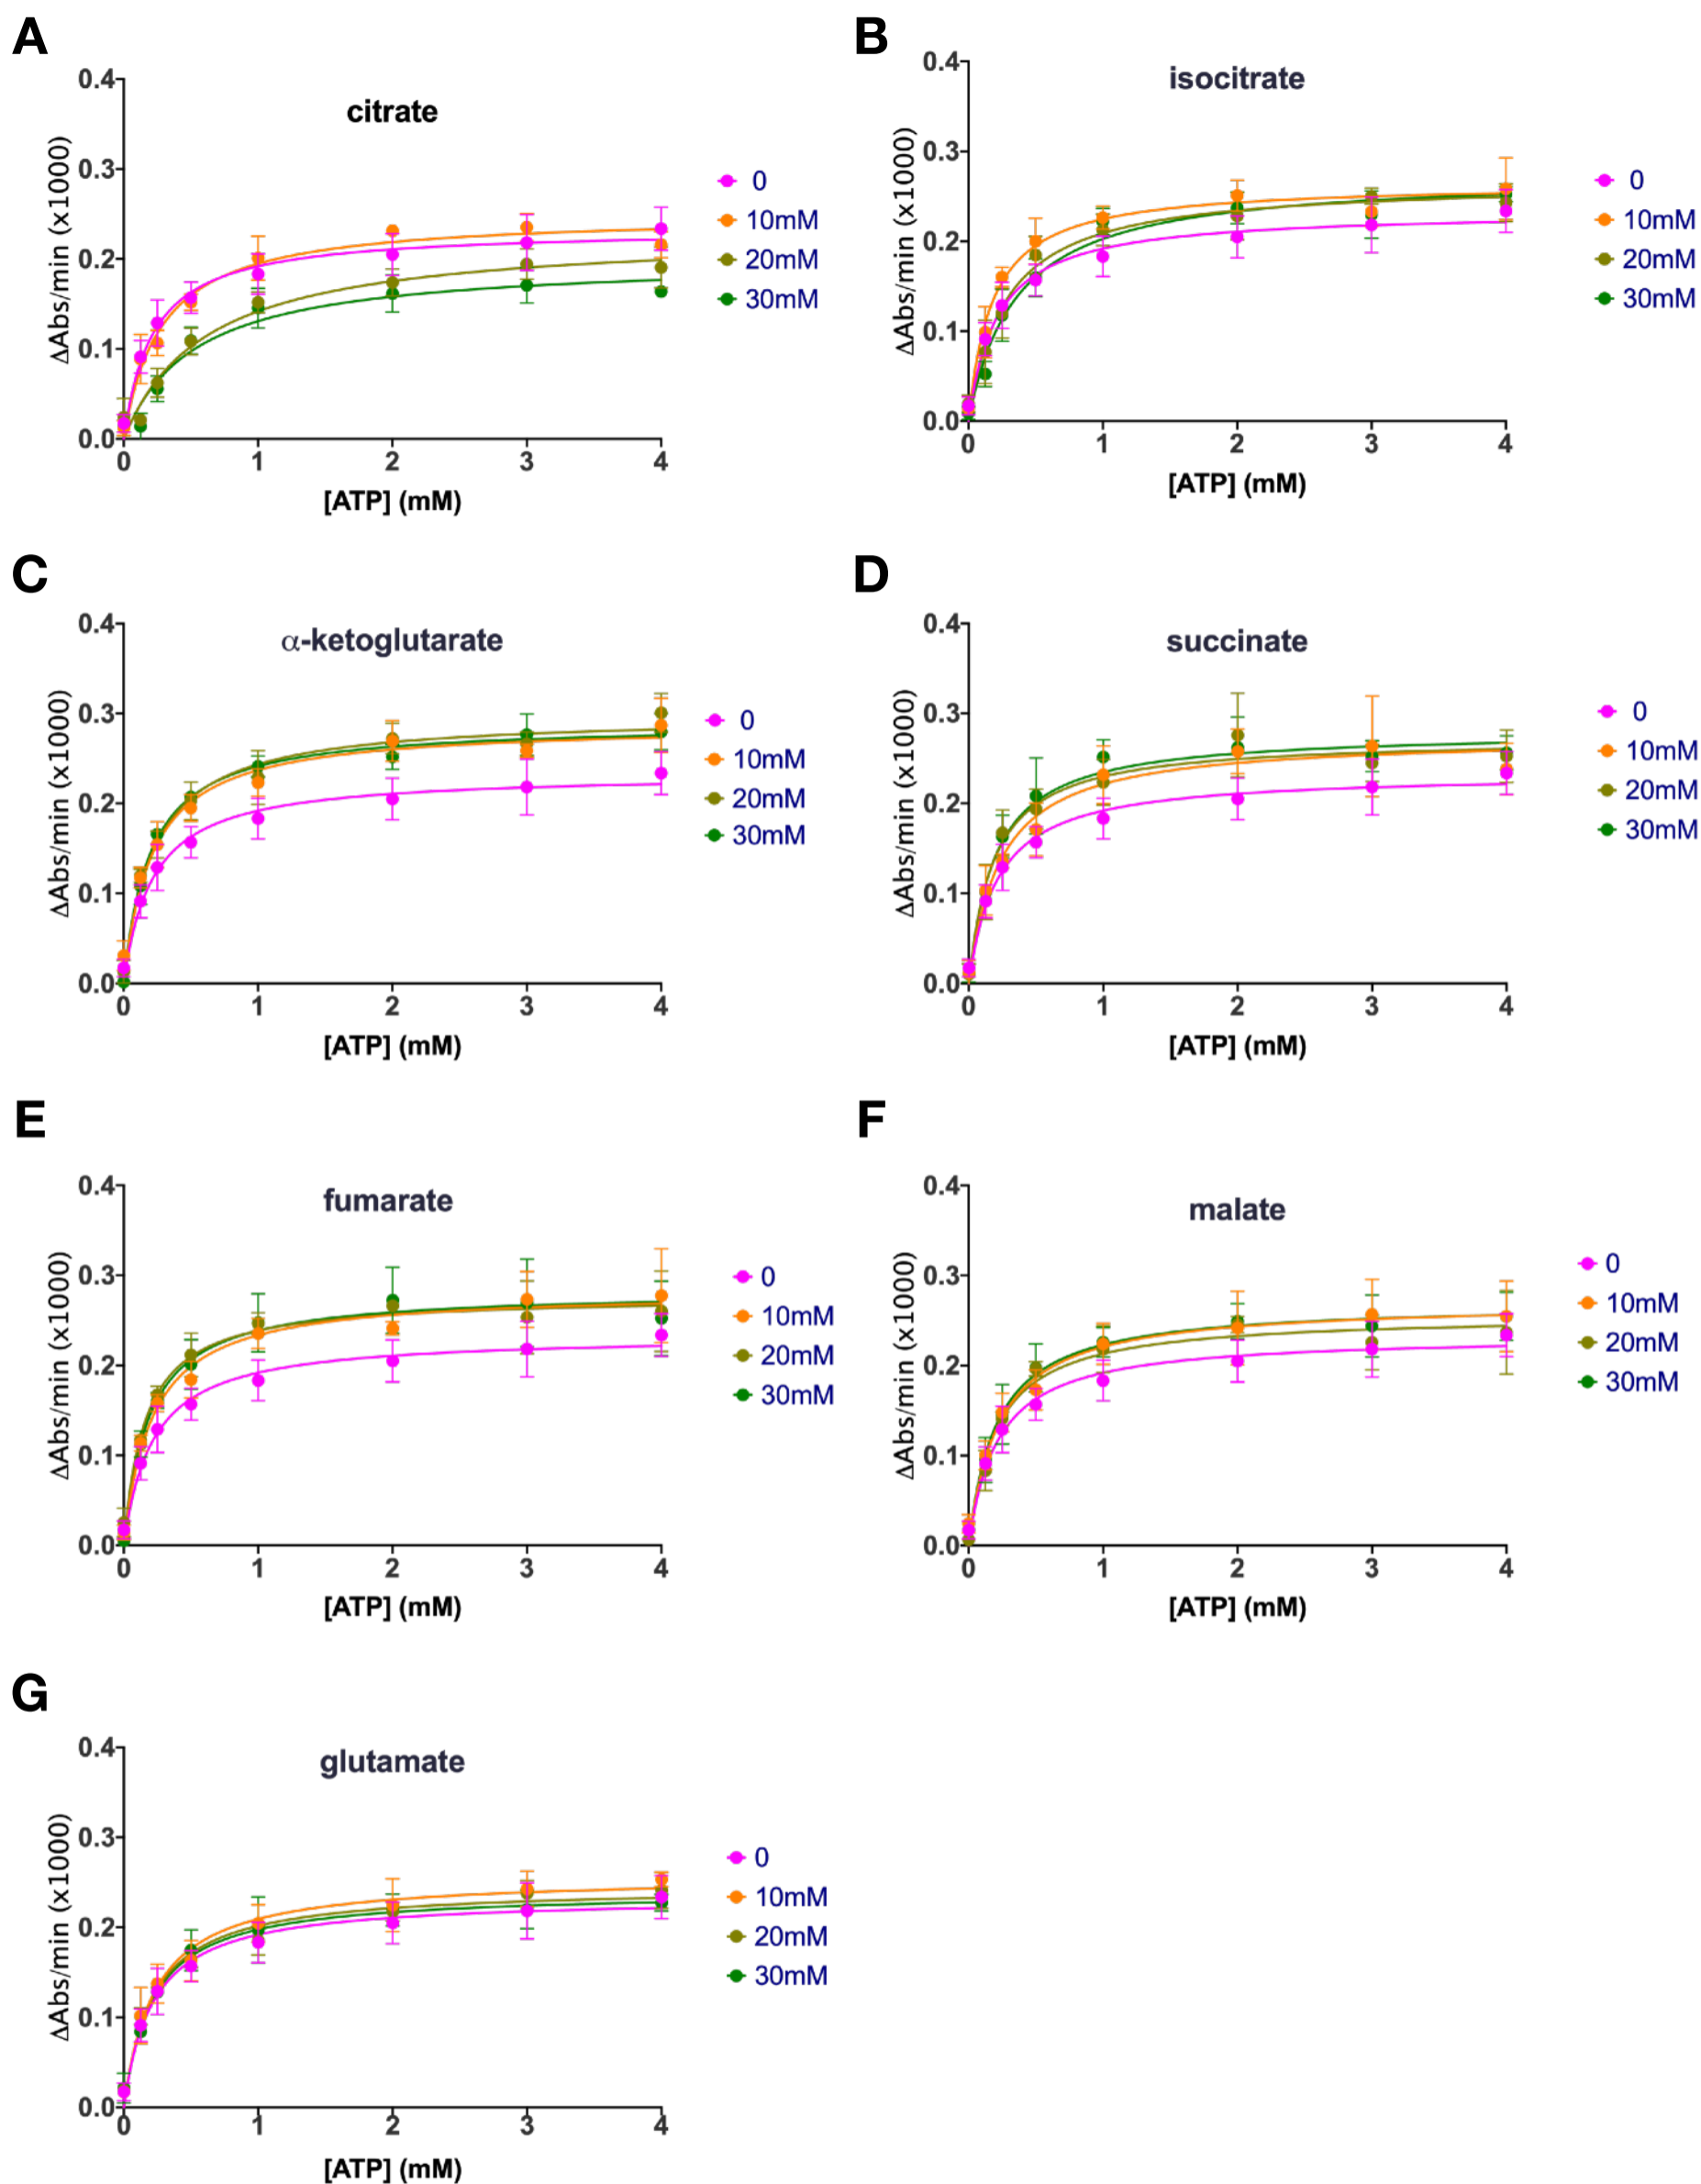 A
citrate
0.4
0.3
0.2
0.1
0.0
ΔAbs/min (x1000)
0 1 2 3 4
[ATP] (mM)
0
10mM
20mM
30mM
B
isocitrate
0.4
0.3
0.2
0.1
0.0
ΔAbs/min (x1000)
0 1 2 3 4
[ATP] (mM)
0
10mM
20mM
30mM
C
α-ketoglutarate
0.4
0.3
0.2
0.1
0.0
ΔAbs/min (x1000)
0 1 2 3 4
[ATP] (mM)
0
10mM
20mM
30mM
D
succinate
0.4
0.3
0.2
0.1
0.0
ΔAbs/min (x1000)
0 1 2 3 4
[ATP] (mM)
0
10mM
20mM
30mM
E
fumarate
0.4
0.3
0.2
0.1
0.0
ΔAbs/min (x1000)
0 1 2 3 4
[ATP] (mM)
0
10mM
20mM
30mM
F
malate
0.4
0.3
0.2
0.1
0.0
ΔAbs/min (x1000)
0 1 2 3 4
[ATP] (mM)
0
10mM
20mM
30mM
G
glutamate
0.4
0.3
0.2
0.1
0.0
ΔAbs/min (x1000)
0 1 2 3 4
[ATP] (mM)
0
10mM
20mM
30mM